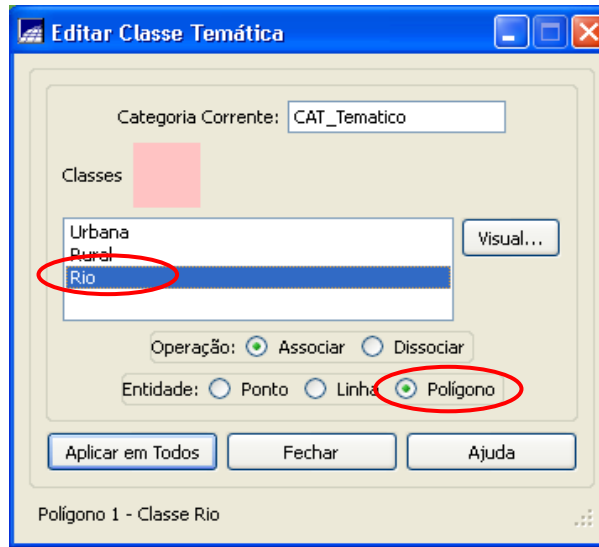 Editar Classe Temática
Categoria Corrente: CAT_Tematico
Classes
Urbana
Visual...
Rural
Rio
Operação: Associar Dissociar
Entidade: Ponto Linha Polígono
Aplicar em Todos Fechar Ajuda
Polígono 1 - Classe Rio